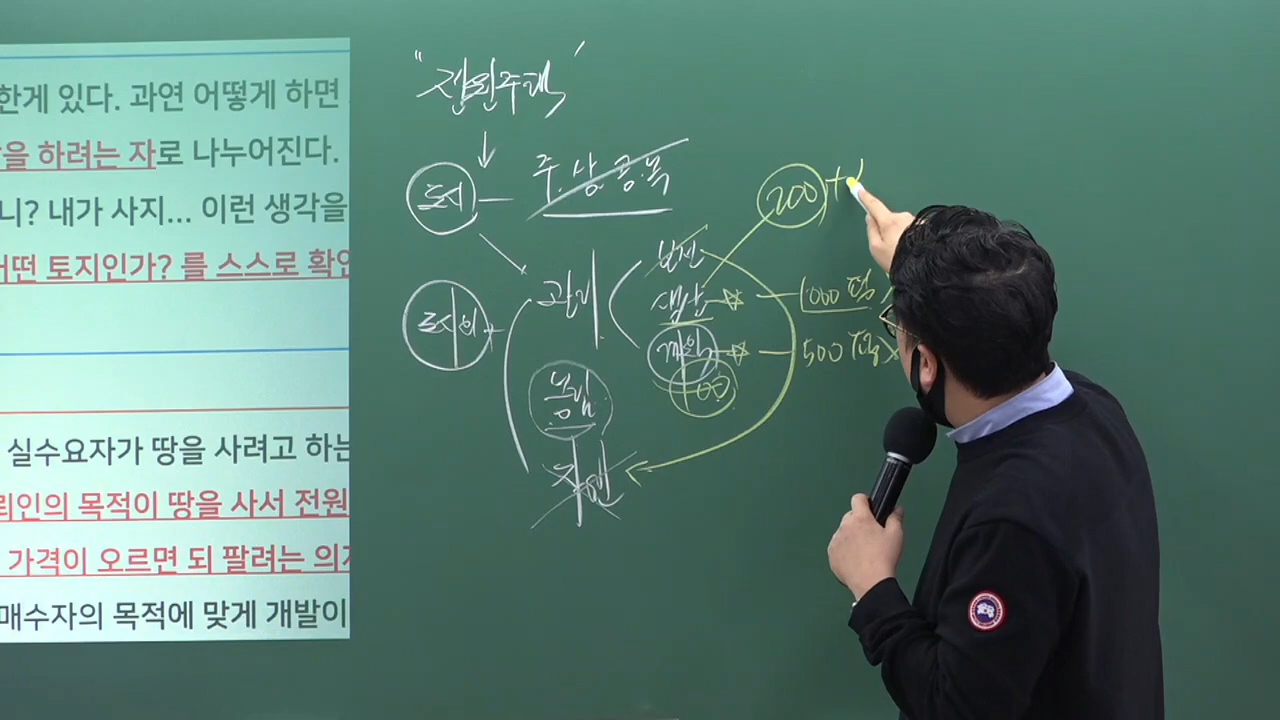 한게 있다. 과연 어떻게 하면
을 하려는 자로 나누어진다.
니? 내가 사지... 이런 생각을
어떤 토지인가? 를 스스로 확인
실수요자가 땅을 사려고 하는
뢰인의 목적이 땅을 사서 전원
가격이 오르면 되 팔려는 의지
매수자의 목적에 맞게 개발이
"전원주택"
도시 주.상.공.녹
200
관리 보전
생산 1000평
도시외 계획 500평
100
농림
자연